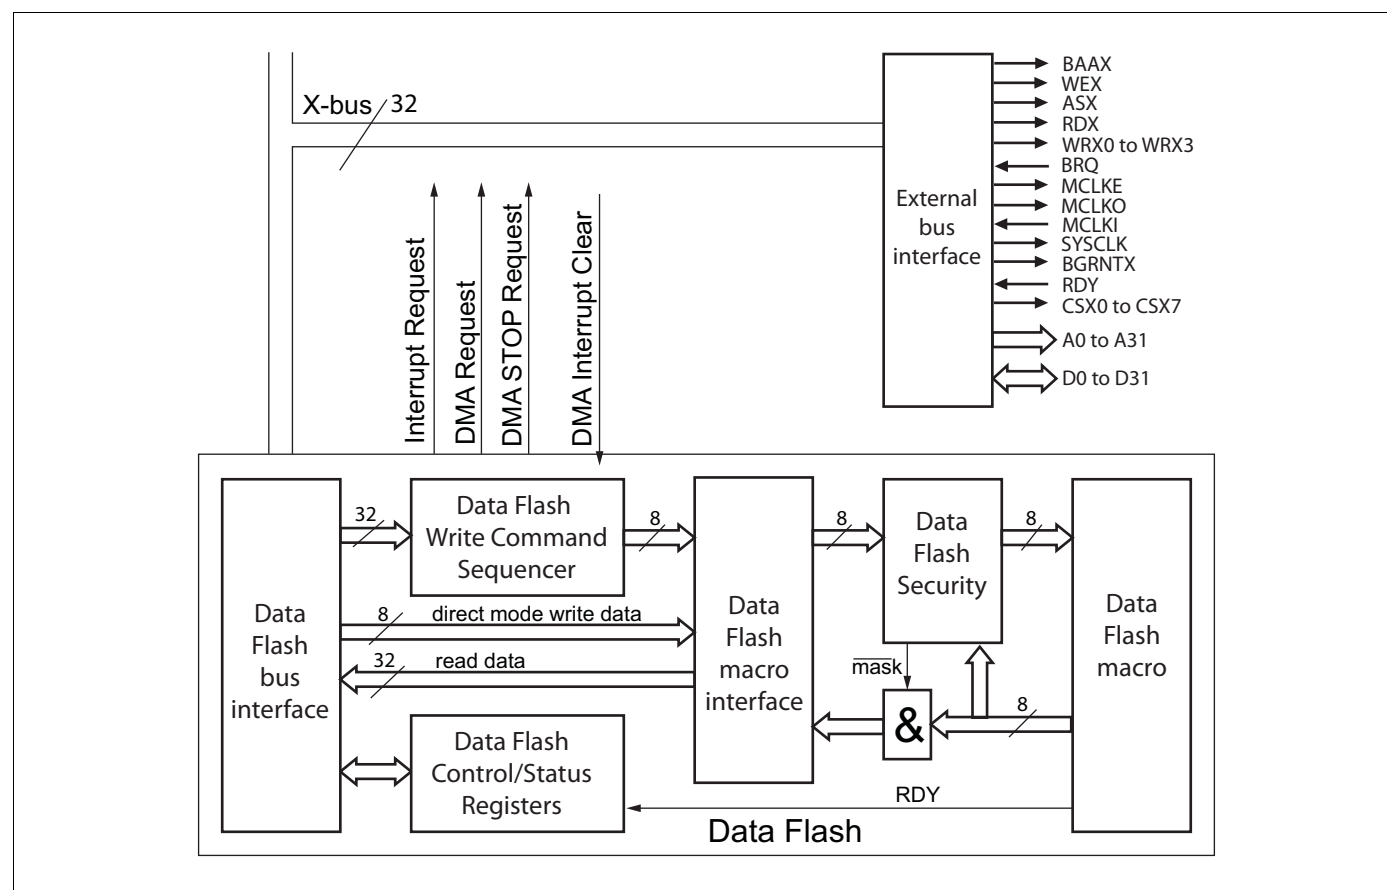 X-bus 32
External
bus
interface
BAAX
WEX
ASX
RDX
WRX0 to WRX3
BRQ
MCLKE
MCLKO
MCLKI
SYSCLK
BGRNTX
RDY
CSX0 to CSX7
A0 to A31
D0 to D31
Interrupt Request
DMA Request
DMA STOP Request
DMA Interrupt Clear
Data
Flash
bus
interface
32
Data Flash
Write Command
Sequencer
8
8 direct mode write data
32 read data
Data Flash
Control/Status
Registers
Data
Flash
macro
interface
8
Data
Flash
Security
8
mask
&
8
Data
Flash
macro
RDY
Data Flash